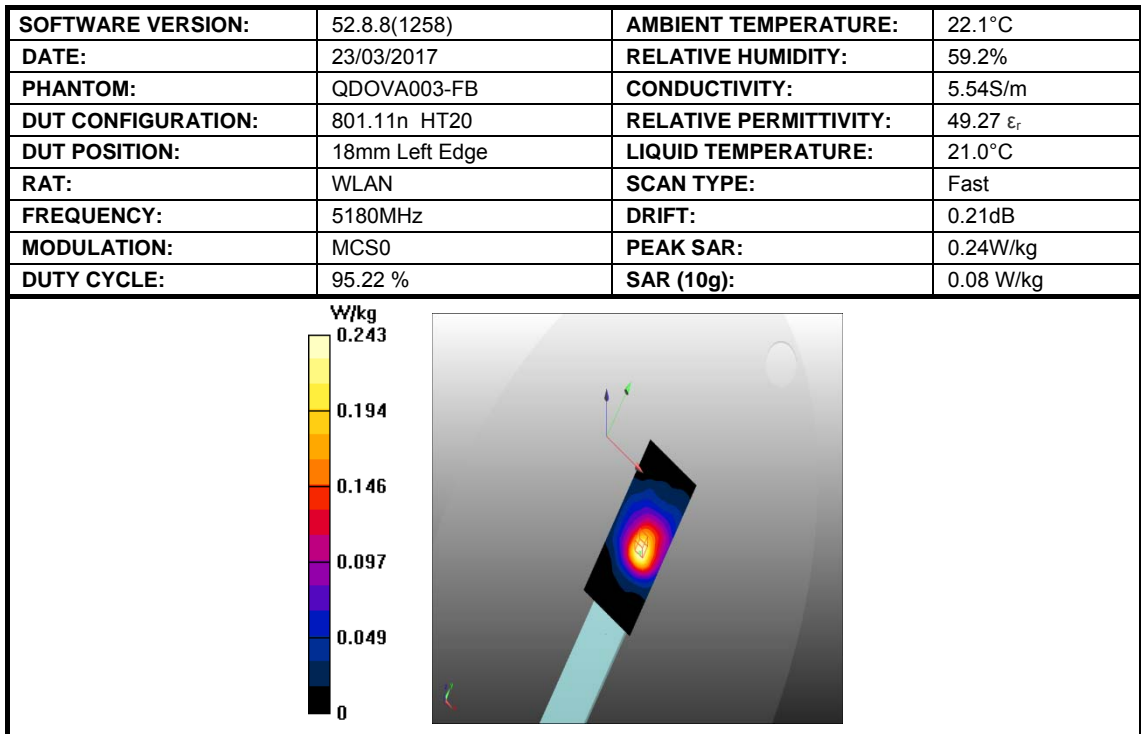 SOFTWARE VERSION: 52.8.8(1258) AMBIENT TEMPERATURE: 22.1°C
DATE: 23/03/2017 RELATIVE HUMIDITY: 59.2%
PHANTOM: QDOVA003-FB CONDUCTIVITY: 5.54S/m
DUT CONFIGURATION: 801.11n HT20 RELATIVE PERMITTIVITY: 49.27 εr
DUT POSITION: 18mm Left Edge LIQUID TEMPERATURE: 21.0°C
RAT: WLAN SCAN TYPE: Fast
FREQUENCY: 5180MHz DRIFT: 0.21dB
MODULATION: MCS0 PEAK SAR: 0.24W/kg
DUTY CYCLE: 95.22 % SAR (10g): 0.08 W/kg
W/kg
0.243
0.194
0.146
0.097
0.049
0